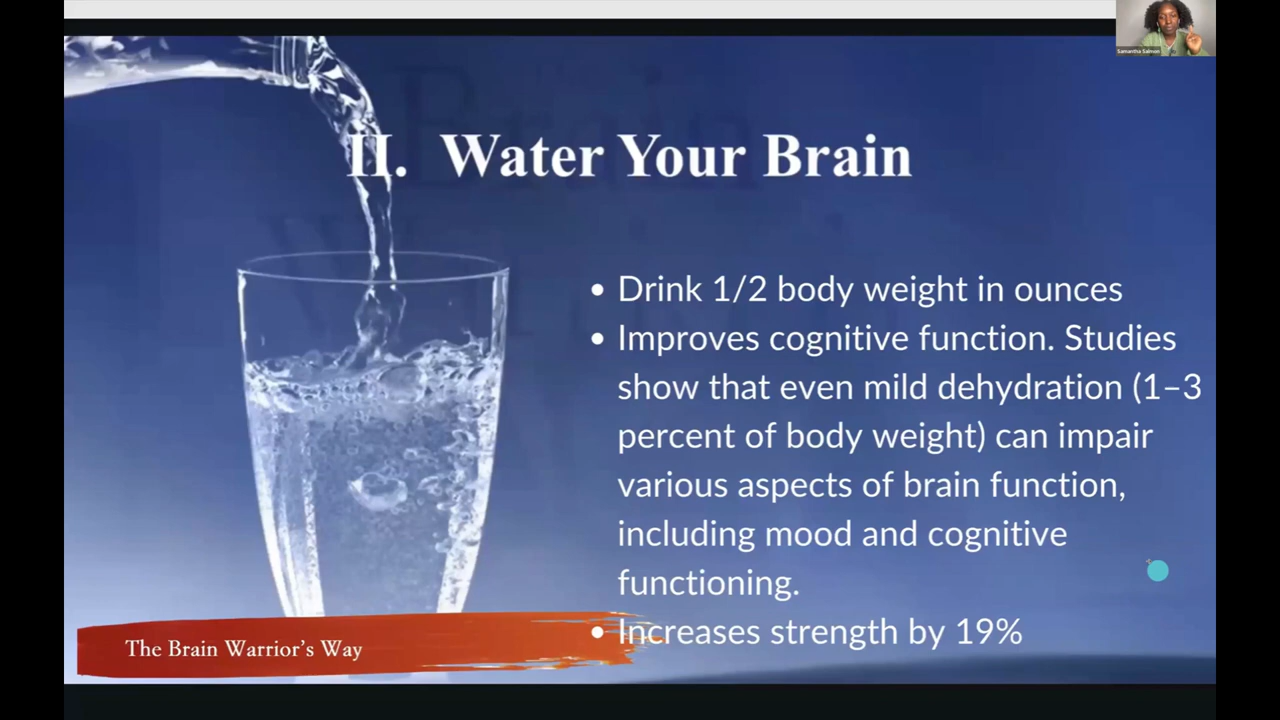 Samantha Salmon
II. Water Your Brain
• Drink 1/2 body weight in ounces
• Improves cognitive function. Studies
show that even mild dehydration (1–3
percent of body weight) can impair
various aspects of brain function,
including mood and cognitive
functioning.
• Increases strength by 19%
The Brain Warrior's Way